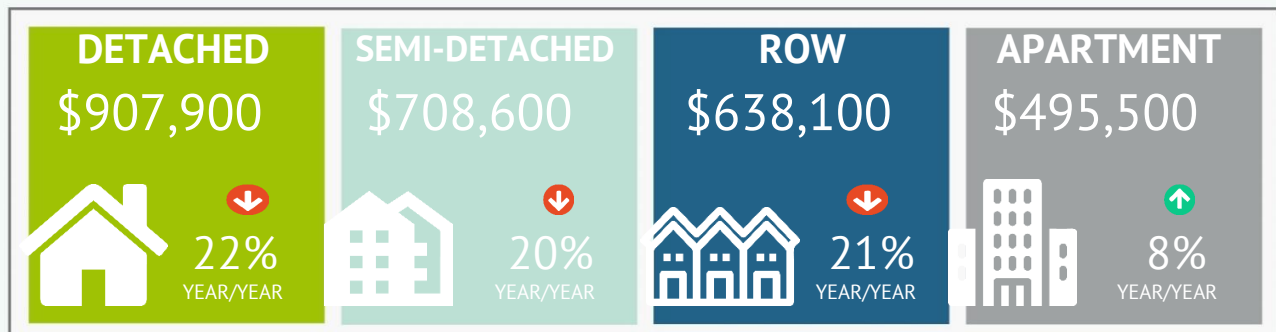 DETACHED
$907,900
22%
YEAR/YEAR
SEMI-DETACHED
$708,600
20%
YEAR/YEAR
ROW
$638,100
21%
YEAR/YEAR
APARTMENT
$495,500
8%
YEAR/YEAR